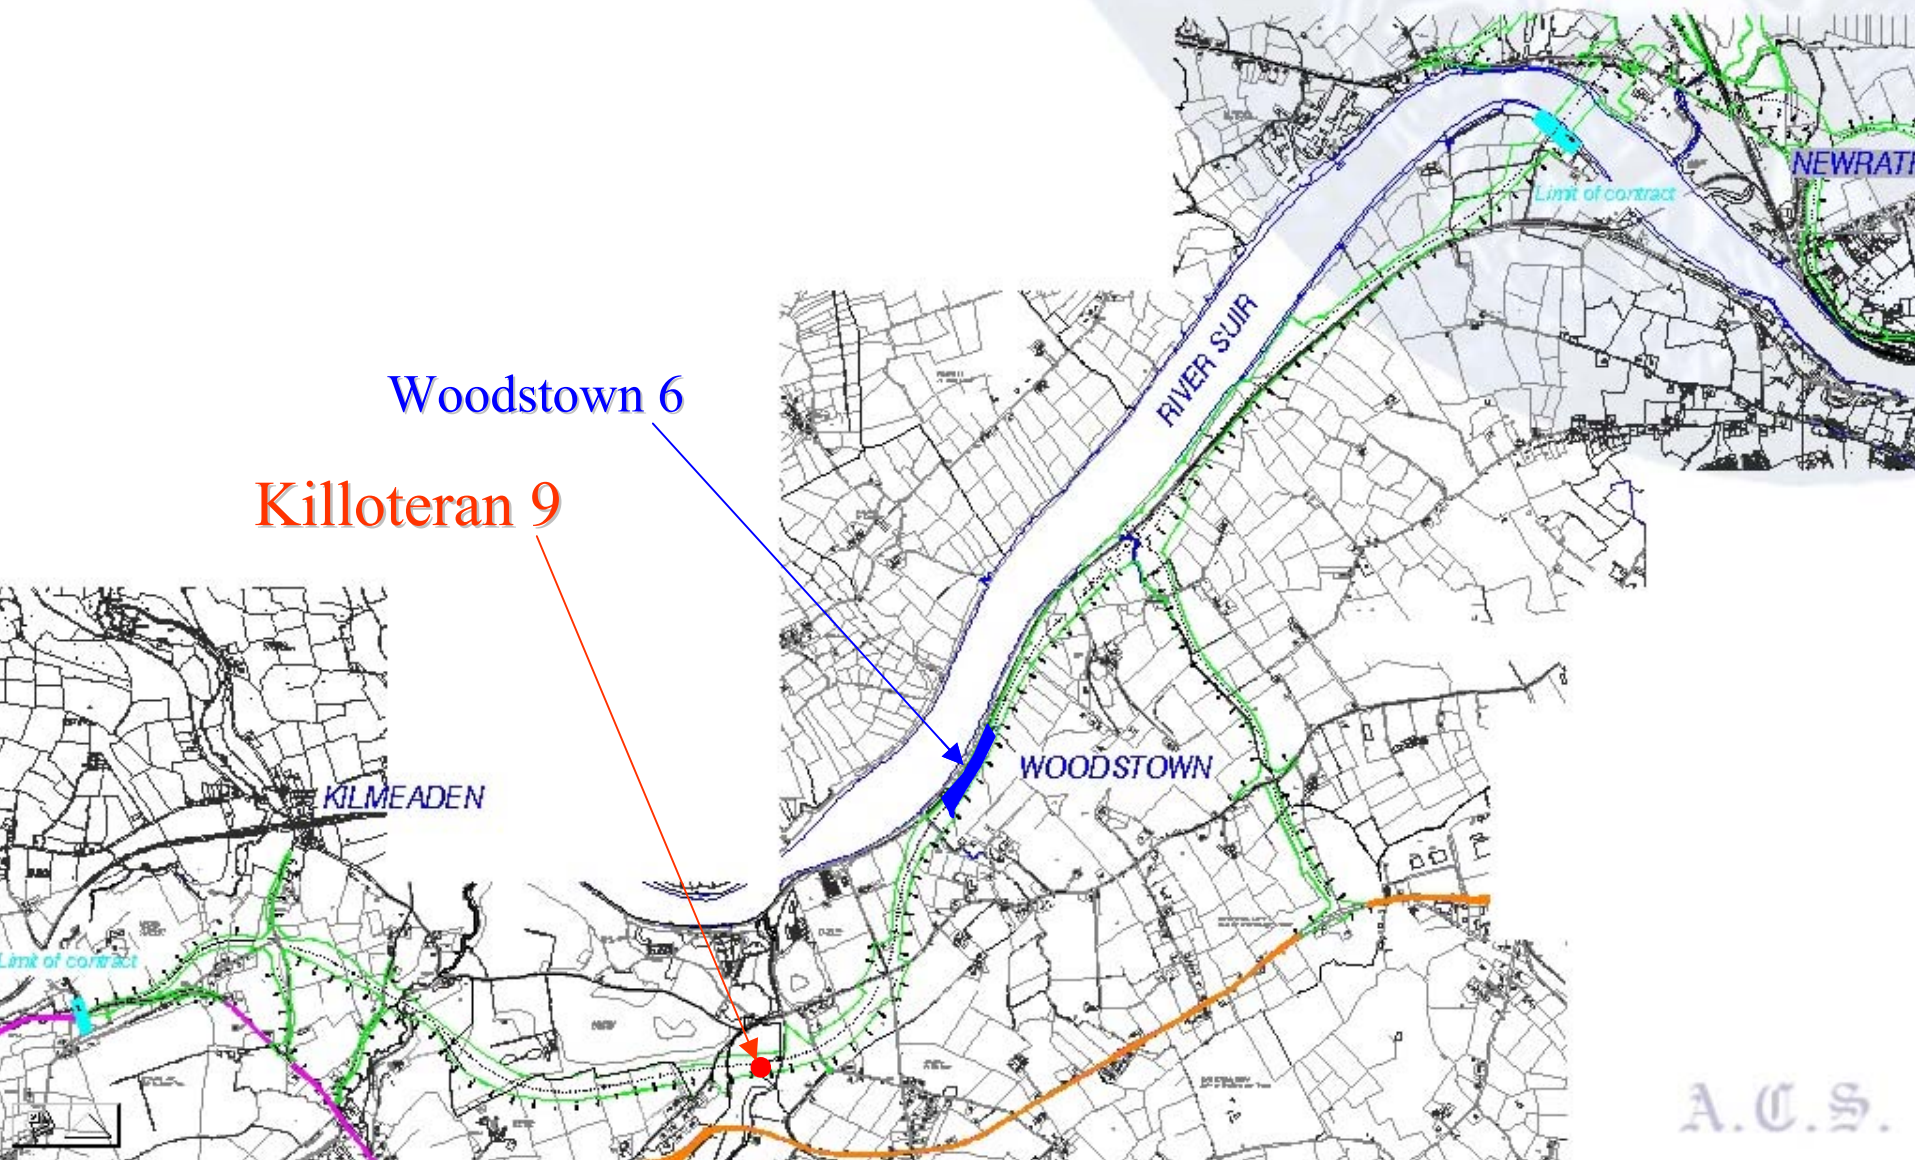 NEWRATH
Limit of contract
RIVER SUIR
Woodstown 6
Killoteran 9
WOODSTOWN
KILMEADEN
Limit of contract
A.C.S.